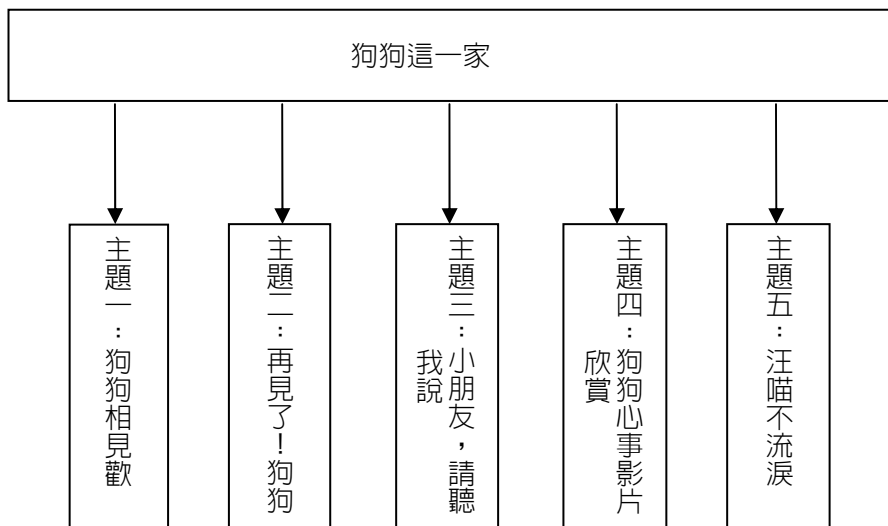 狗狗這一家
主題一：狗狗相見歡
主題二：再見了！狗狗
主題三：小朋友，請聽
我說
主題四：狗狗心事影片
欣賞
主題五：汪喵不流淚